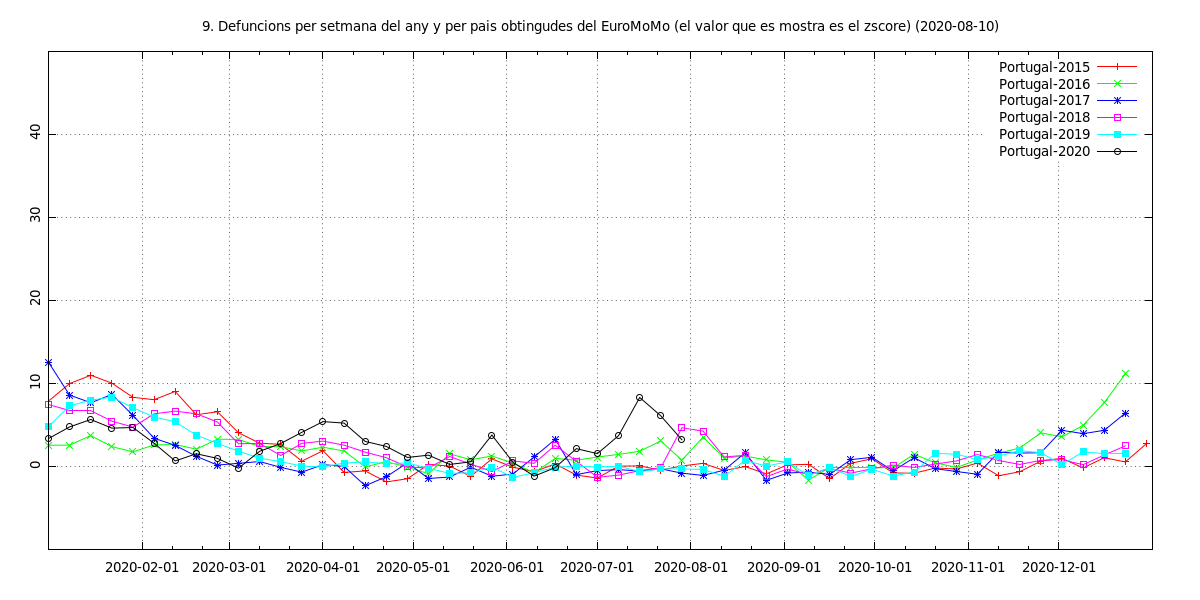 9. Defuncions per setmana del any y per pais obtingudes del EuroMoMo (el valor que es mostra es el zscore) (2020-08-10)
Portugal-2015
Portugal-2016
Portugal-2017
Portugal-2018
Portugal-2019
Portugal-2020
40
30
20
10
0
2020-02-01 2020-03-01 2020-04-01 2020-05-01 2020-06-01 2020-07-01 2020-08-01 2020-09-01 2020-10-01 2020-11-01 2020-12-01